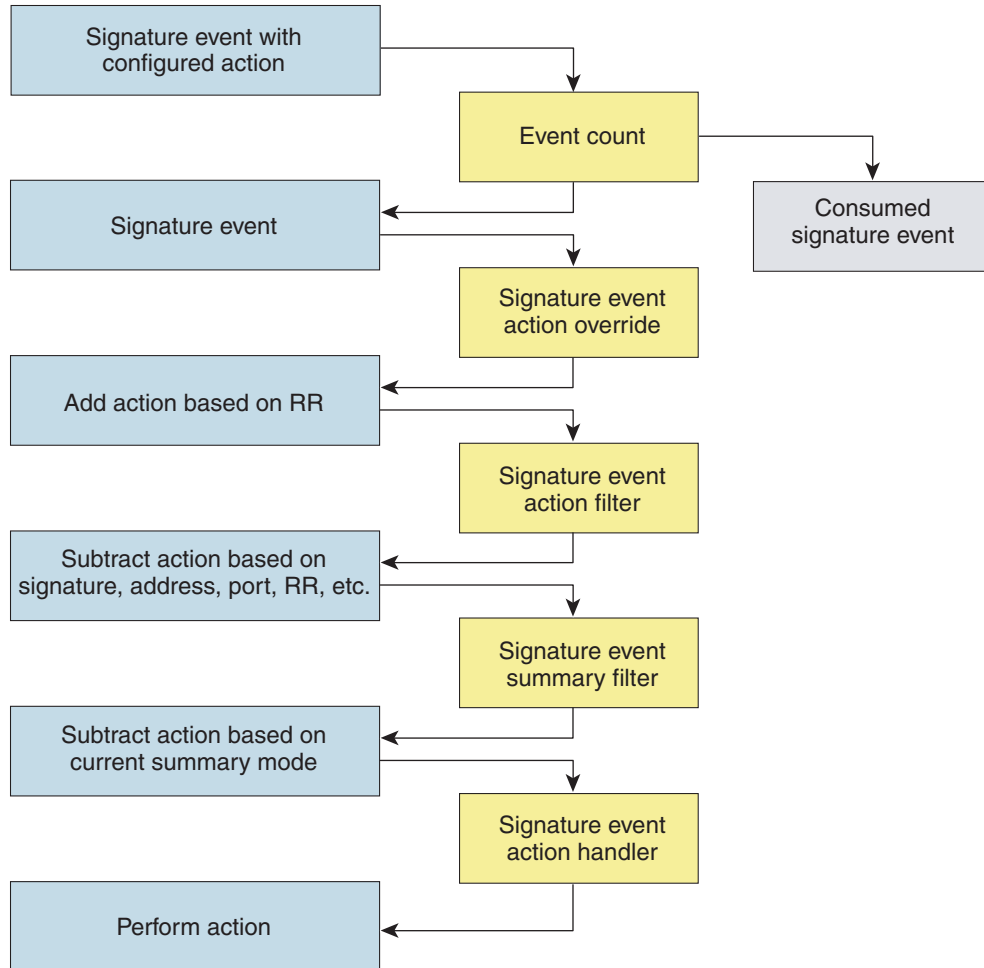 Signature event with
configured action
Event count
Signature event
Consumed
signature event
Signature event
action override
Add action based on RR
Signature event
action filter
Subtract action based on
signature, address, port, RR, etc.
Signature event
summary filter
Subtract action based on
current summary mode
Signature event
action handler
Perform action